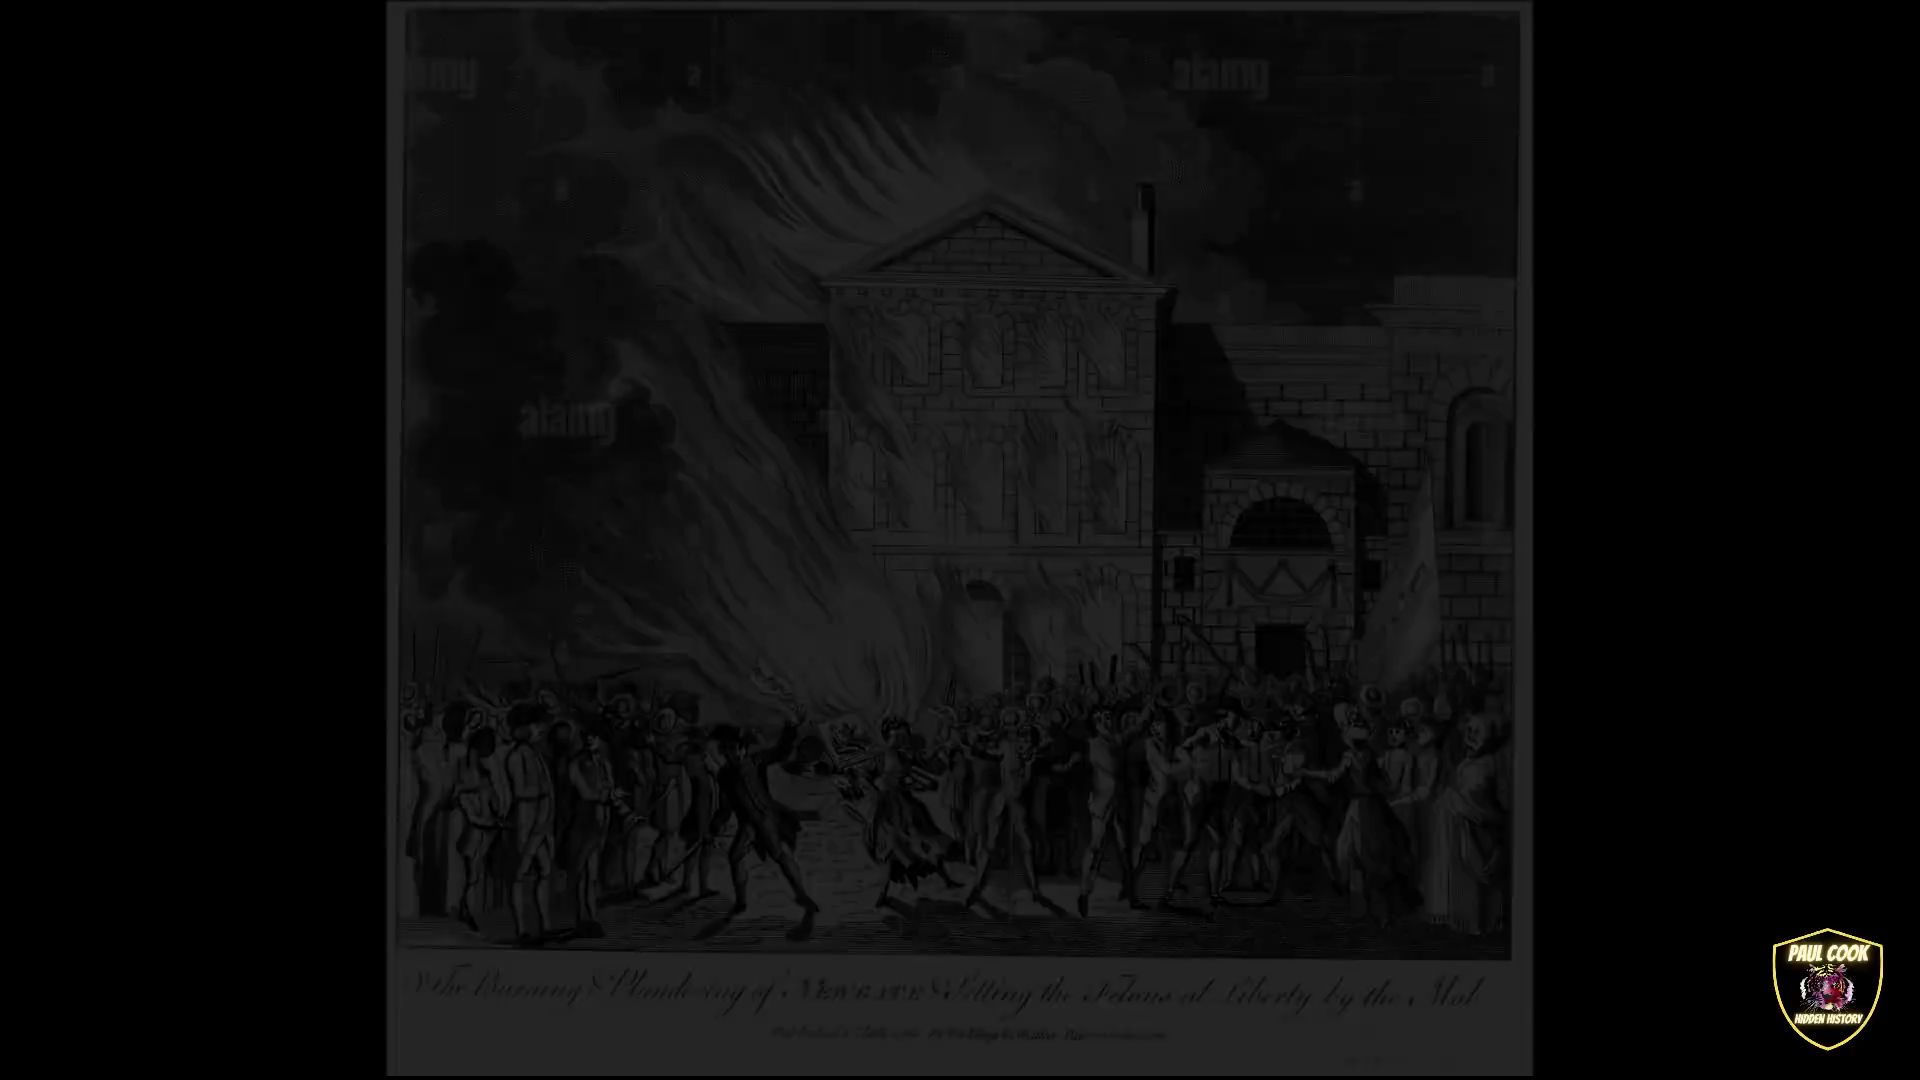 alamy
a
alamy
a
a
a
alamy
The Burning & Plundering of NEWGATE & Setting the Felons at Liberty by the Mob
PAUL COOK
HIDDEN HISTORY